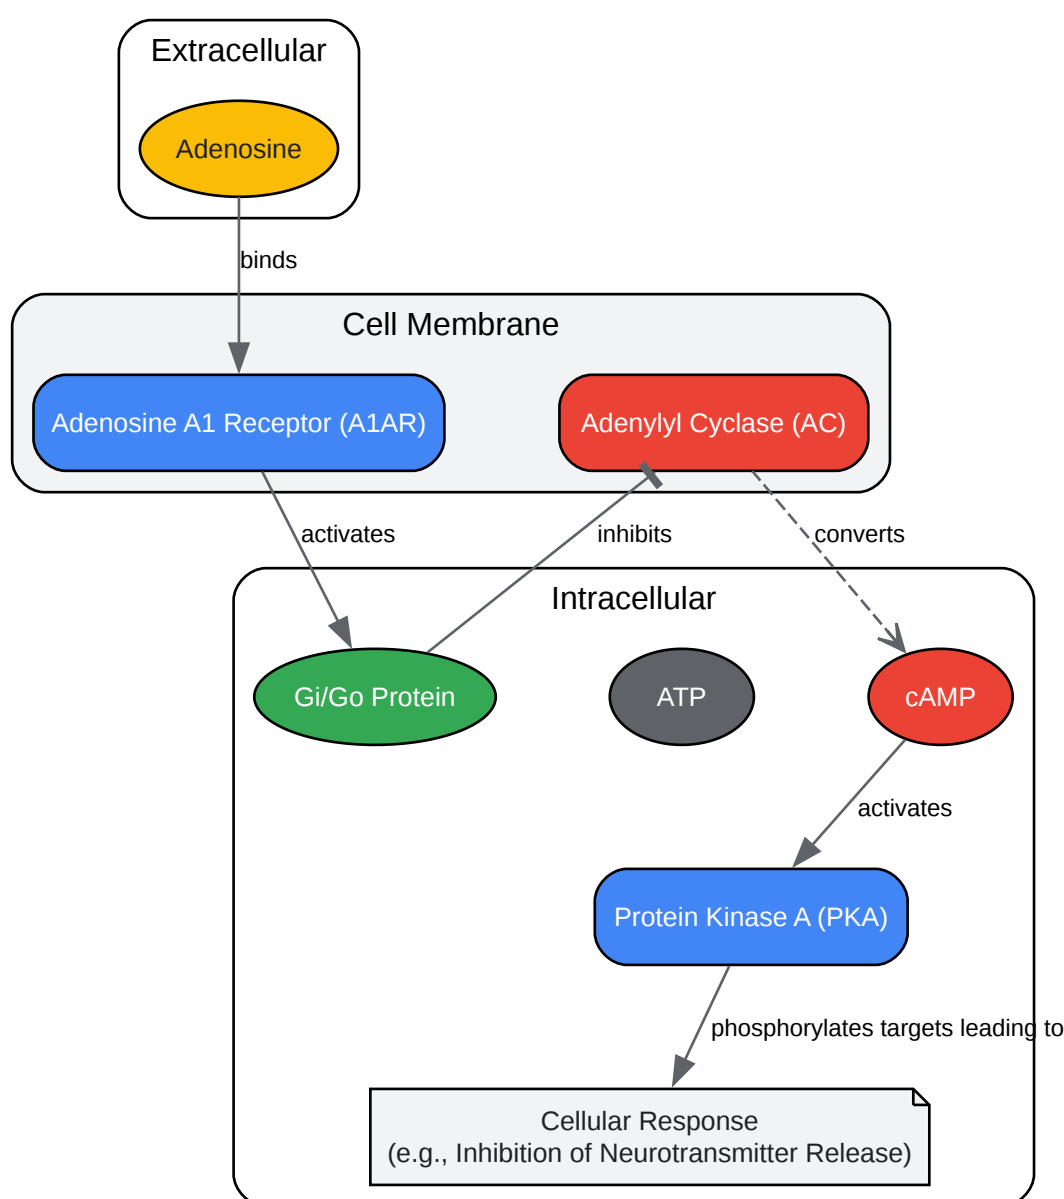 Extracellular
Adenosine
binds
Cell Membrane
Adenosine A1 Receptor (A1AR)
Adenylyl Cyclase (AC)
activates
inhibits
converts
Intracellular
Gi/Go Protein
ATP
cAMP
activates
Protein Kinase A (PKA)
phosphorylates targets leading to
Cellular Response
(e.g., Inhibition of Neurotransmitter Release)